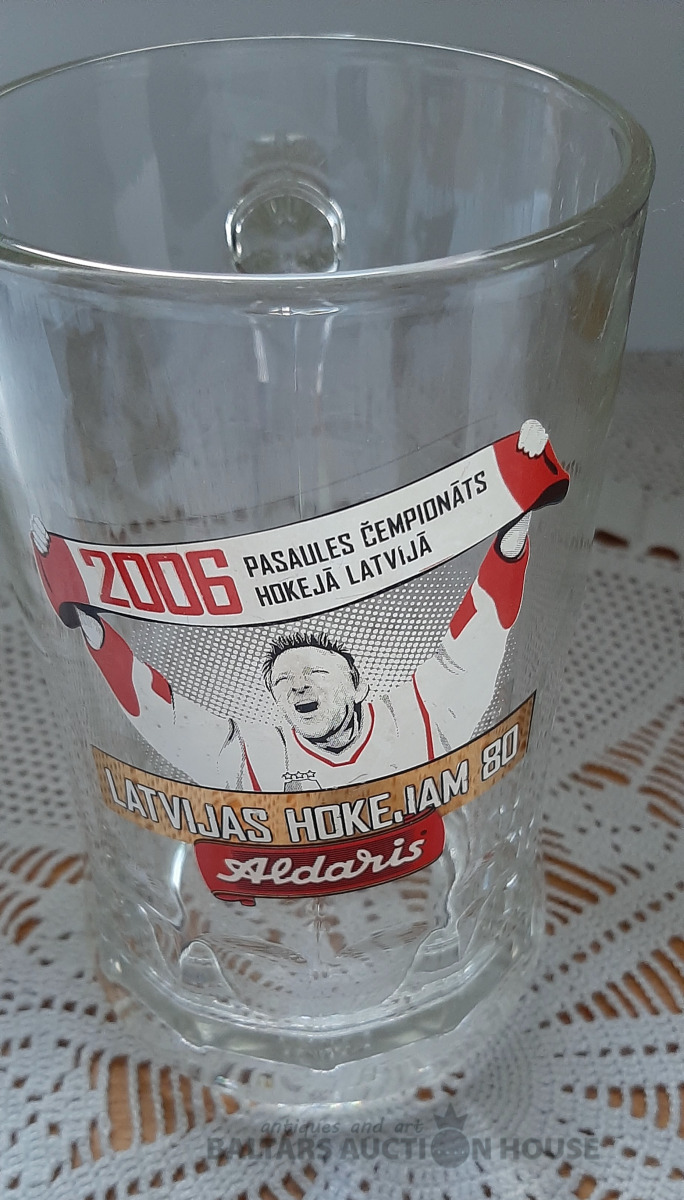 2006 PASAULES ČEMPIONĀTS
HOKEJĀ LATVIJĀ
LATVIJAS HOKEJAM 80
Aldaris
antiques and art
BALTARS AUCTION HOUSE